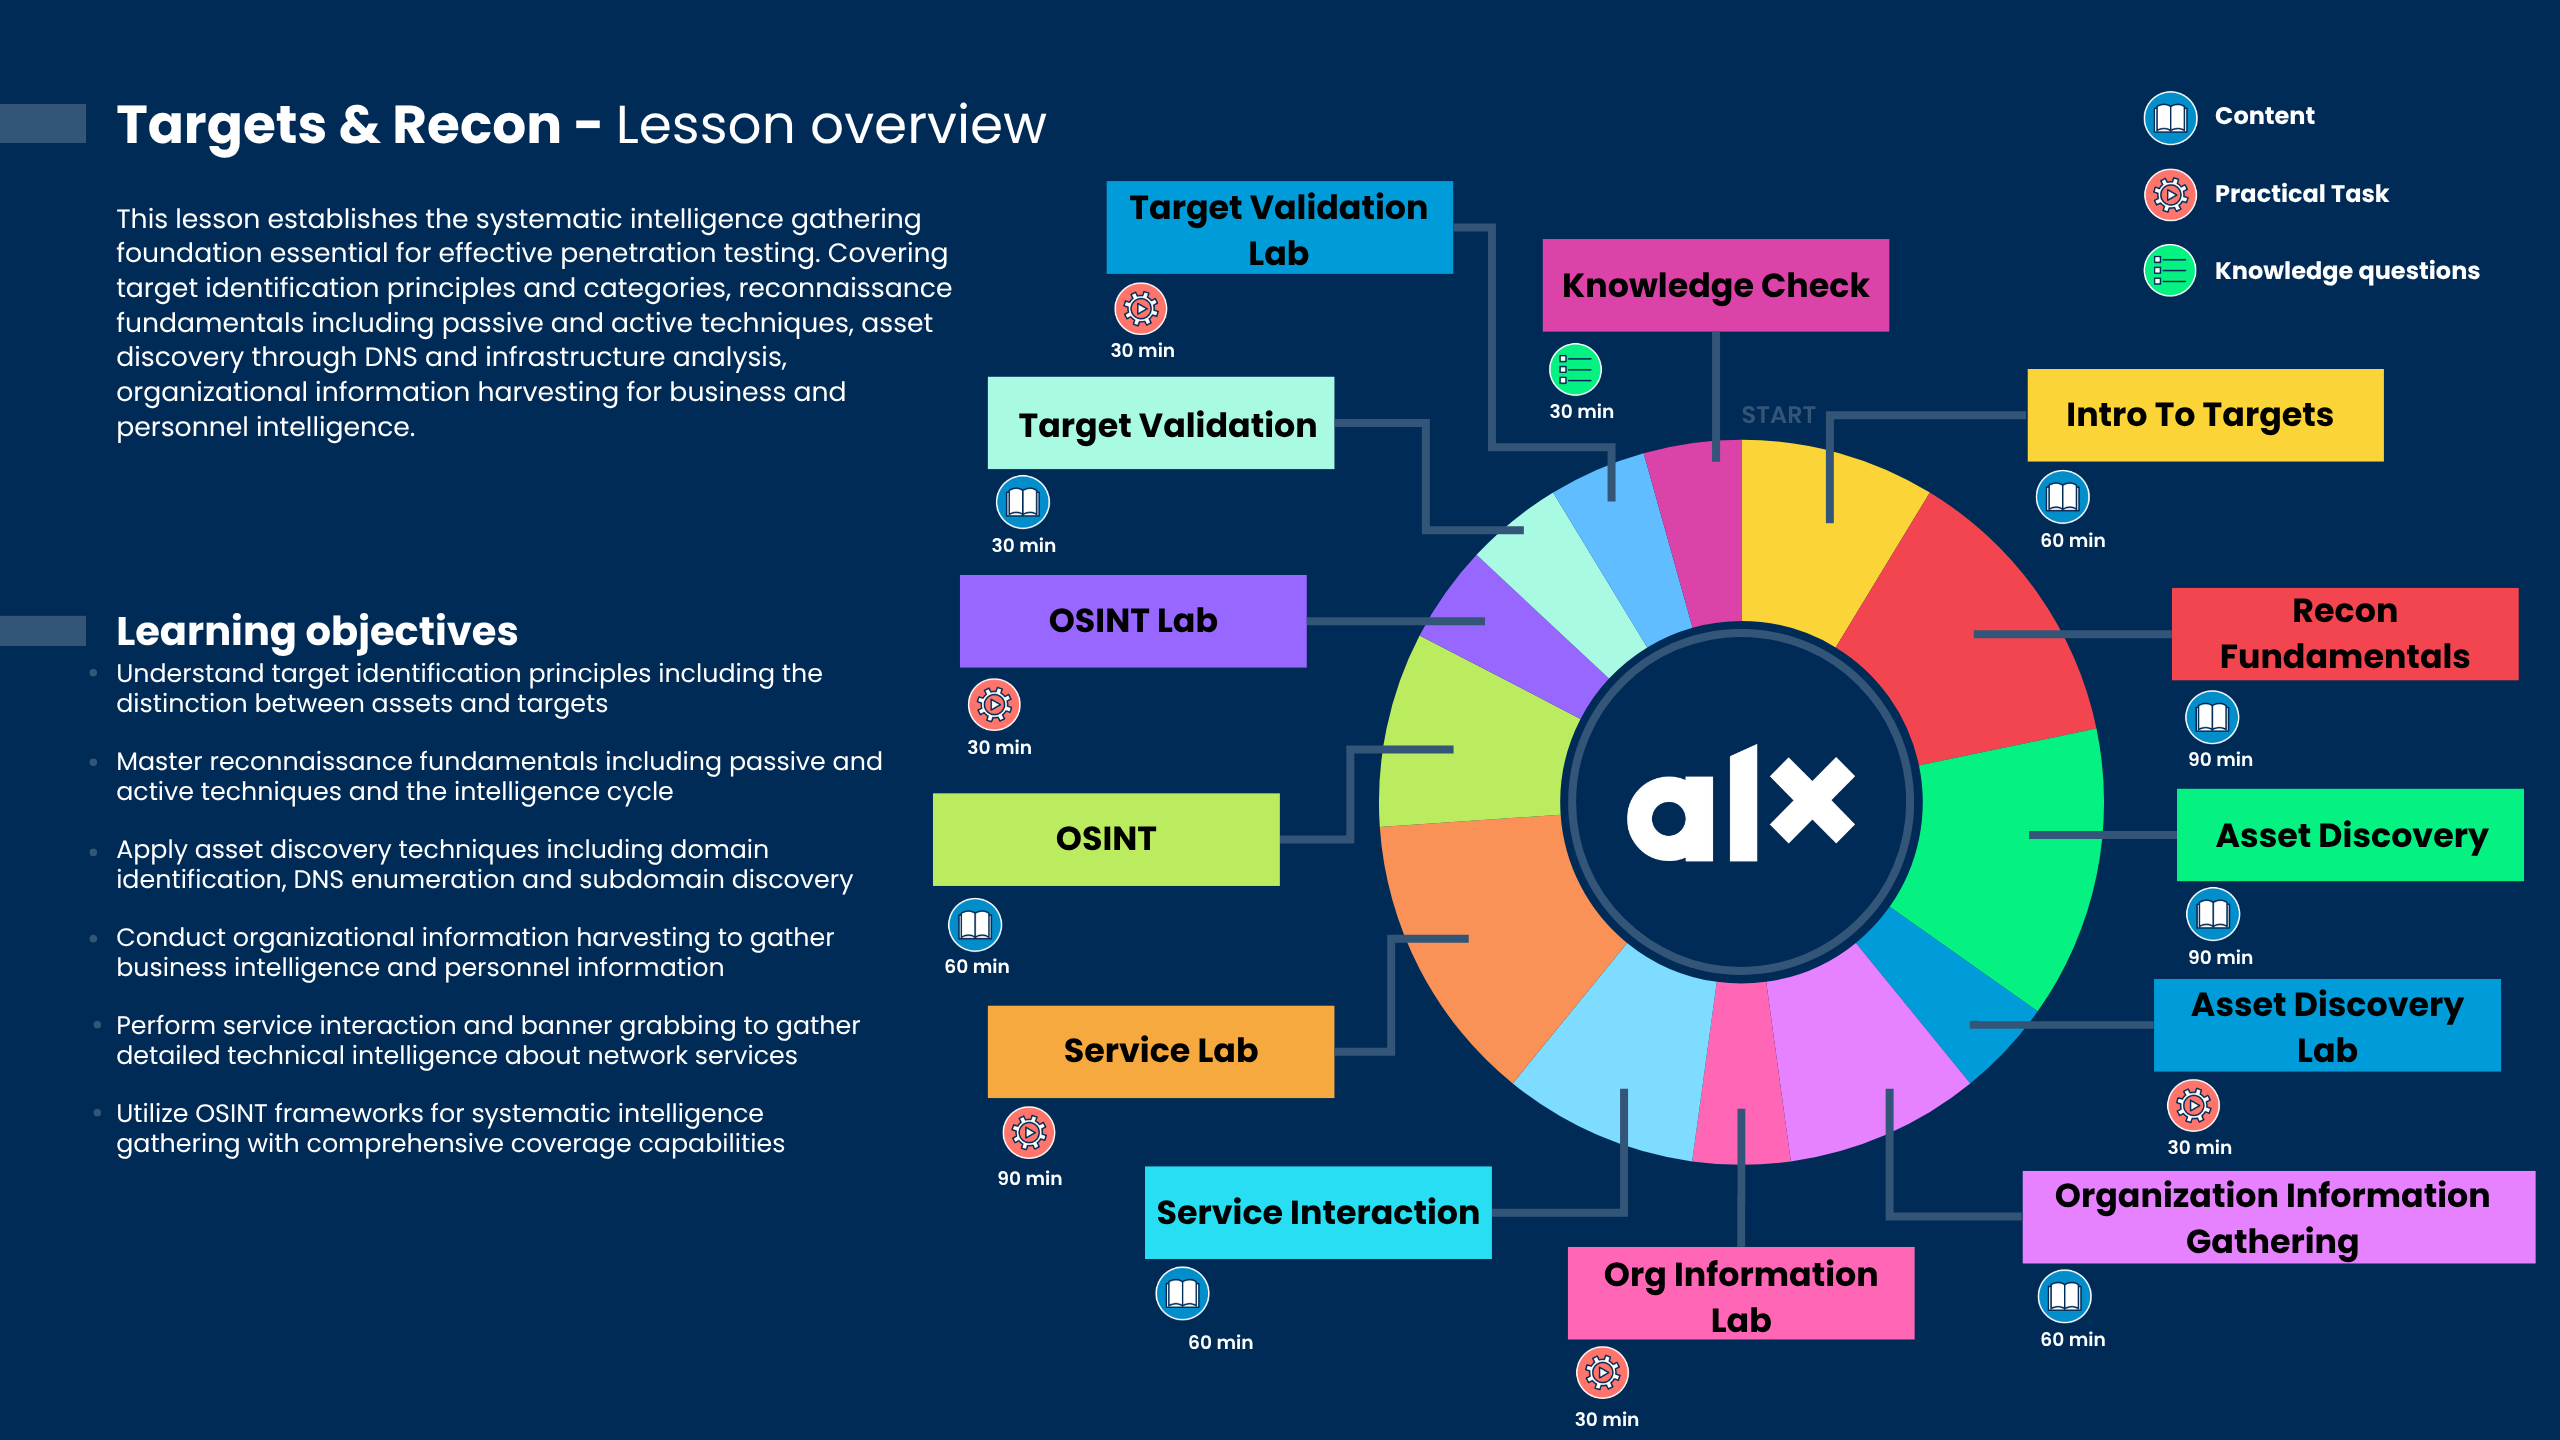 Targets & Recon - Lesson overview
This lesson establishes the systematic intelligence gathering
foundation essential for effective penetration testing. Covering
target identification principles and categories, reconnaissance
fundamentals including passive and active techniques, asset
discovery through DNS and infrastructure analysis,
organizational information harvesting for business and
personnel intelligence.
Learning objectives
Understand target identification principles including the
distinction between assets and targets
Master reconnaissance fundamentals including passive and
active techniques and the intelligence cycle
Apply asset discovery techniques including domain
identification, DNS enumeration and subdomain discovery
Conduct organizational information harvesting to gather
business intelligence and personnel information
Perform service interaction and banner grabbing to gather
detailed technical intelligence about network services
Utilize OSINT frameworks for systematic intelligence
gathering with comprehensive coverage capabilities
Content
Practical Task
Knowledge questions
START
Intro To Targets
60 min
Recon
Fundamentals
90 min
Asset Discovery
90 min
Asset Discovery
Lab
30 min
Organization Information
Gathering
60 min
Org Information
Lab
30 min
Service Interaction
60 min
Service Lab
90 min
OSINT
60 min
OSINT Lab
30 min
Target Validation
30 min
Target Validation
Lab
30 min
Knowledge Check
30 min
alx